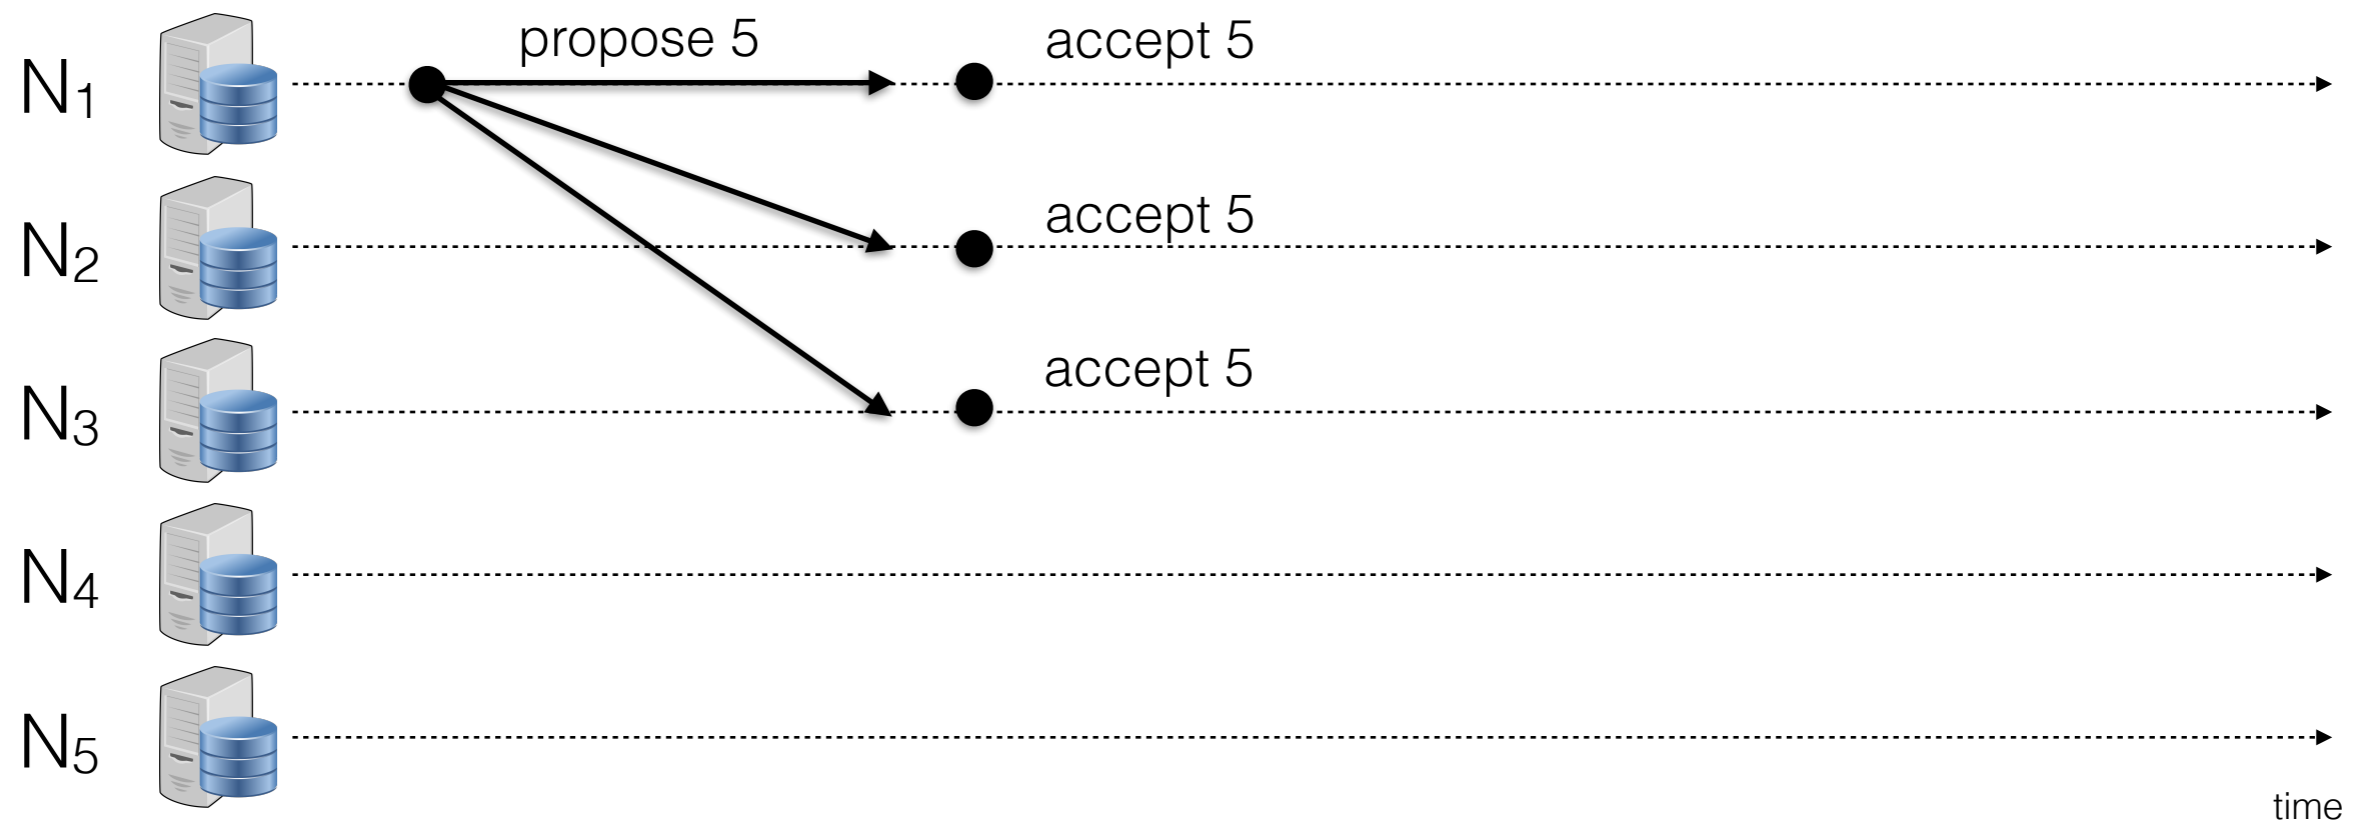 propose 5
accept 5
N₁
accept 5
N₂
accept 5
N₃
N₄
N₅
time